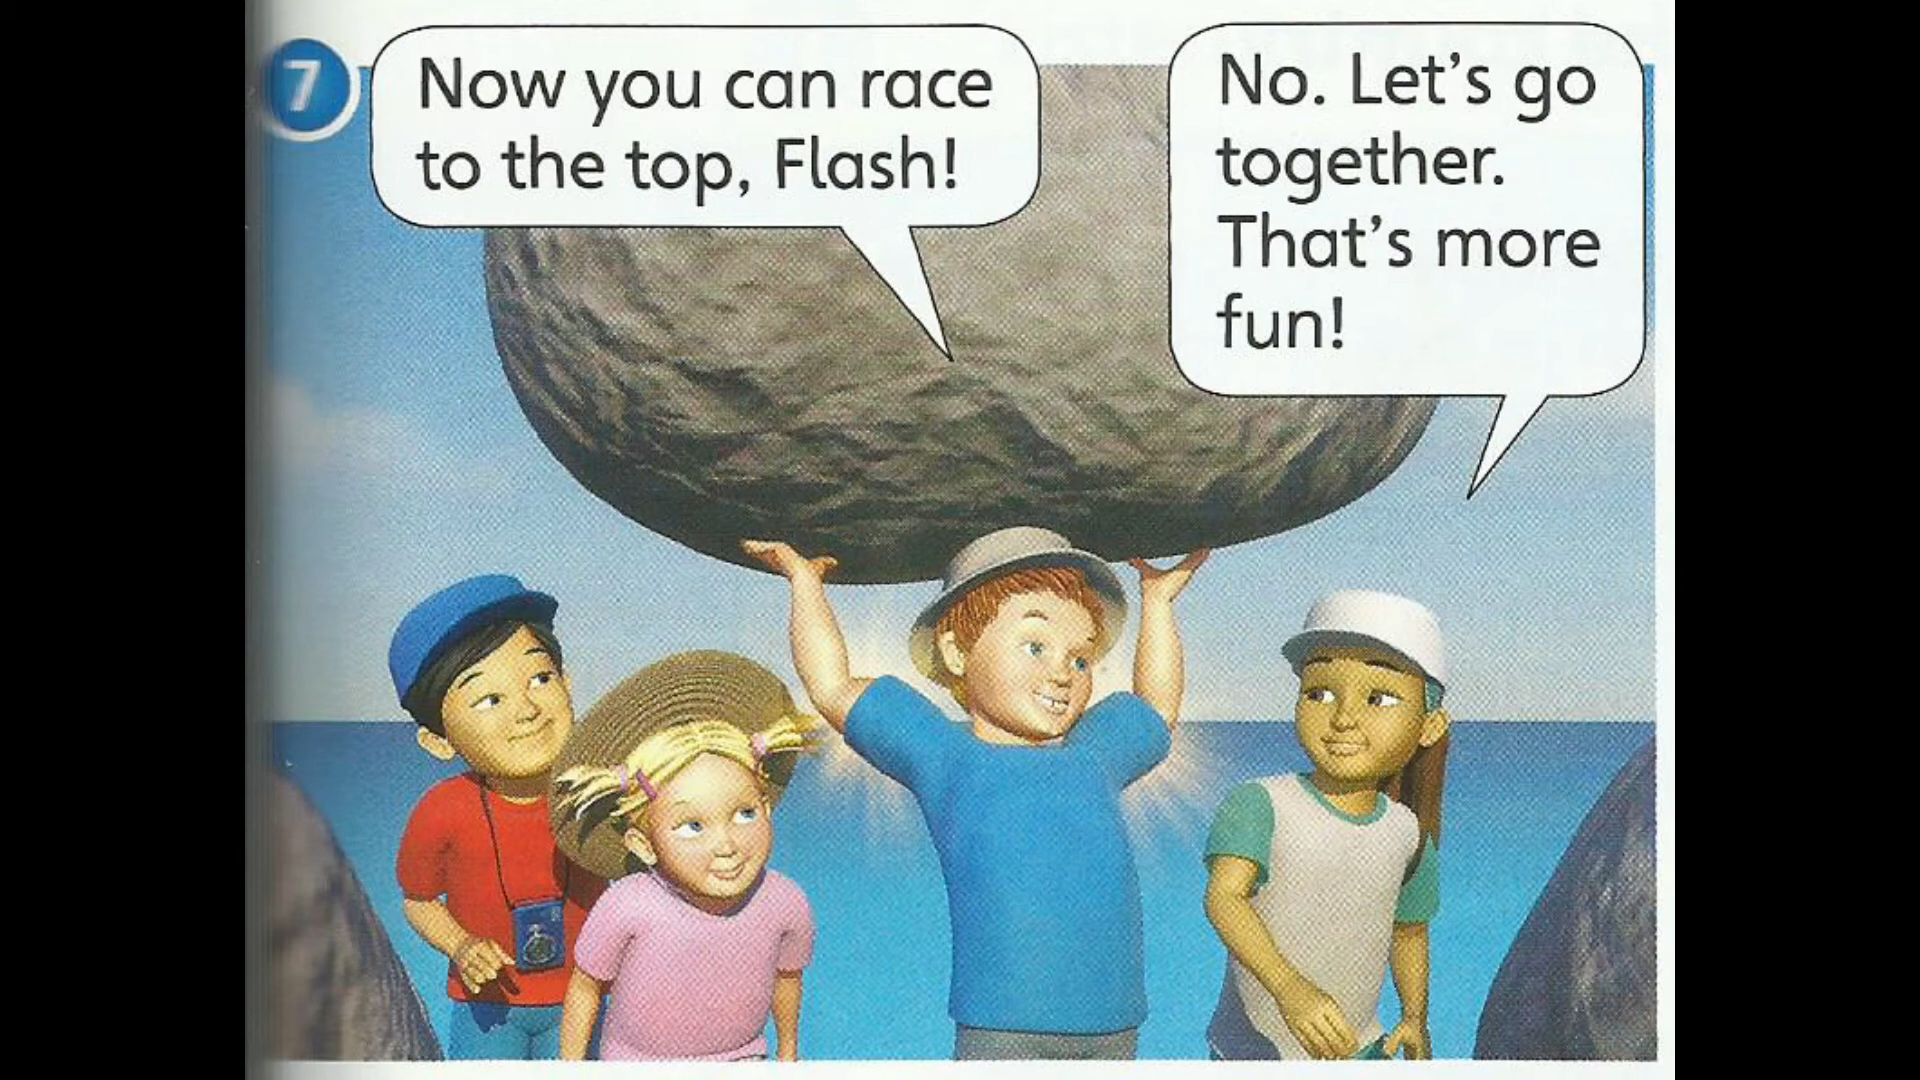 7
Now you can race
to the top, Flash!
No. Let's go
together.
That's more
fun!